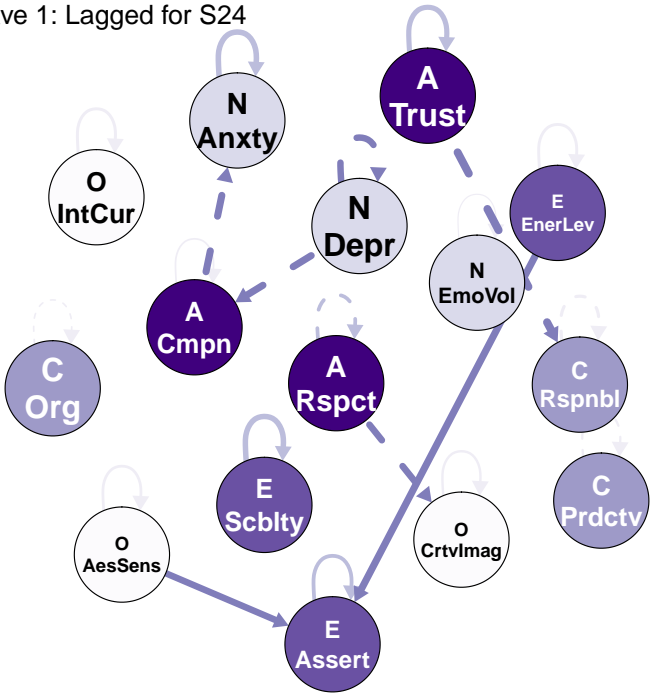 ve 1: Lagged for S24
A
Trust
N
Anxty
O
IntCur
E
EnerLev
N
Depr
N
EmoVol
A
Cmpn
C
Org
A
Rspct
C
Rspnbl
E
Scblty
C
Prdctv
O
AesSens
O
CrtvImag
E
Assert